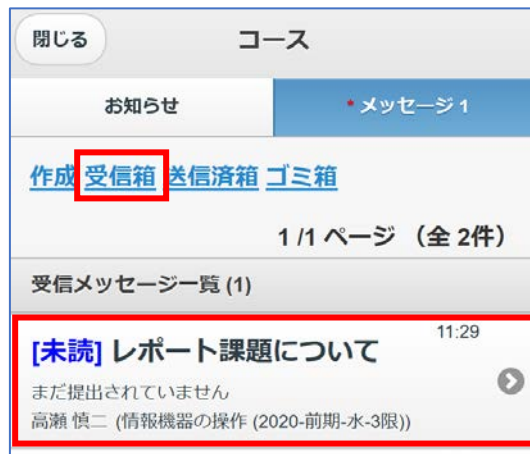 閉じる コース
お知らせ *メッセージ 1
作成 受信箱 送信済箱 ゴミ箱
1 /1 ページ （全 2件）
受信メッセージ一覧 (1)
[未読] レポート課題について 11:29
まだ提出されていません
高瀬 慎二 (情報機器の操作 (2020-前期-水-3限))